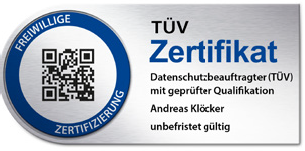 FREIWILLIGE
ZERTIFIZIERUNG
TÜV
Zertifikat
Datenschutzbeauftragter (TÜV)
mit geprüfter Qualifikation
Andreas Klöcker
unbefristet gültig